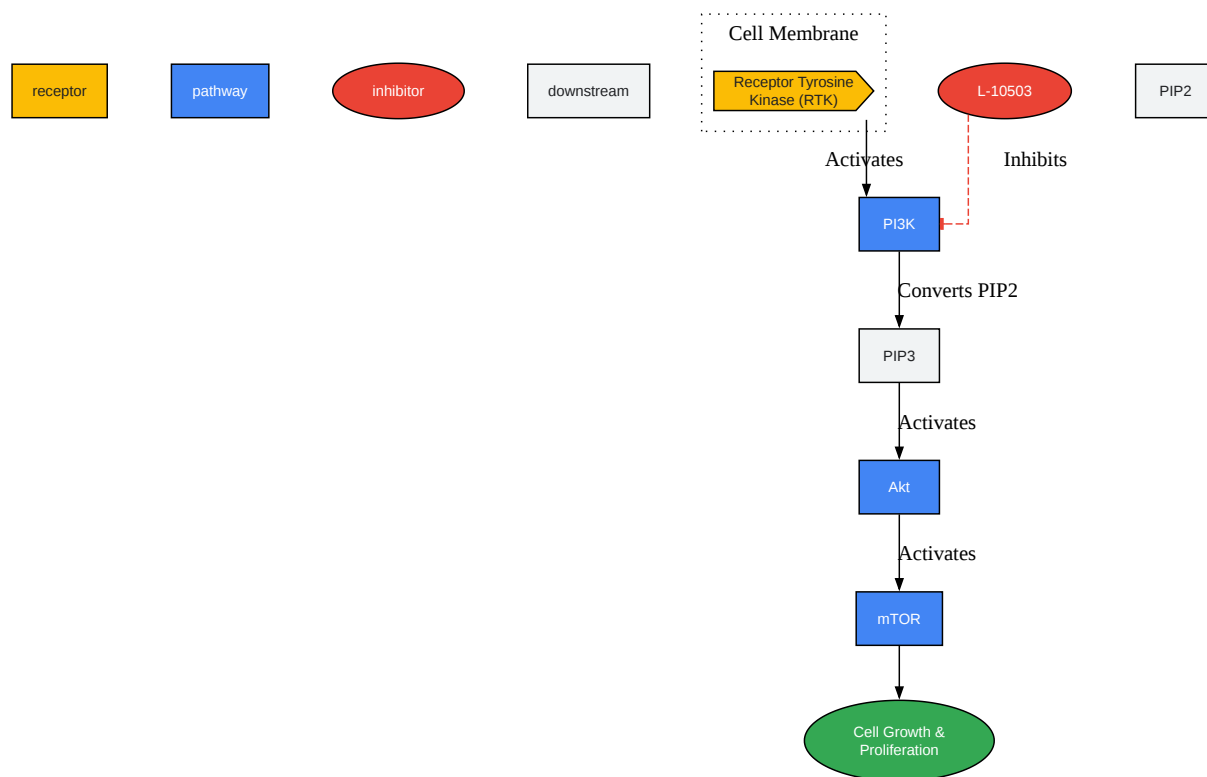 Cell Membrane
receptor
pathway
inhibitor
downstream
Receptor Tyrosine
Kinase (RTK)
L-10503
PIP2
Activates
Inhibits
PI3K
Converts PIP2
PIP3
Activates
Akt
Activates
mTOR
Cell Growth &
Proliferation